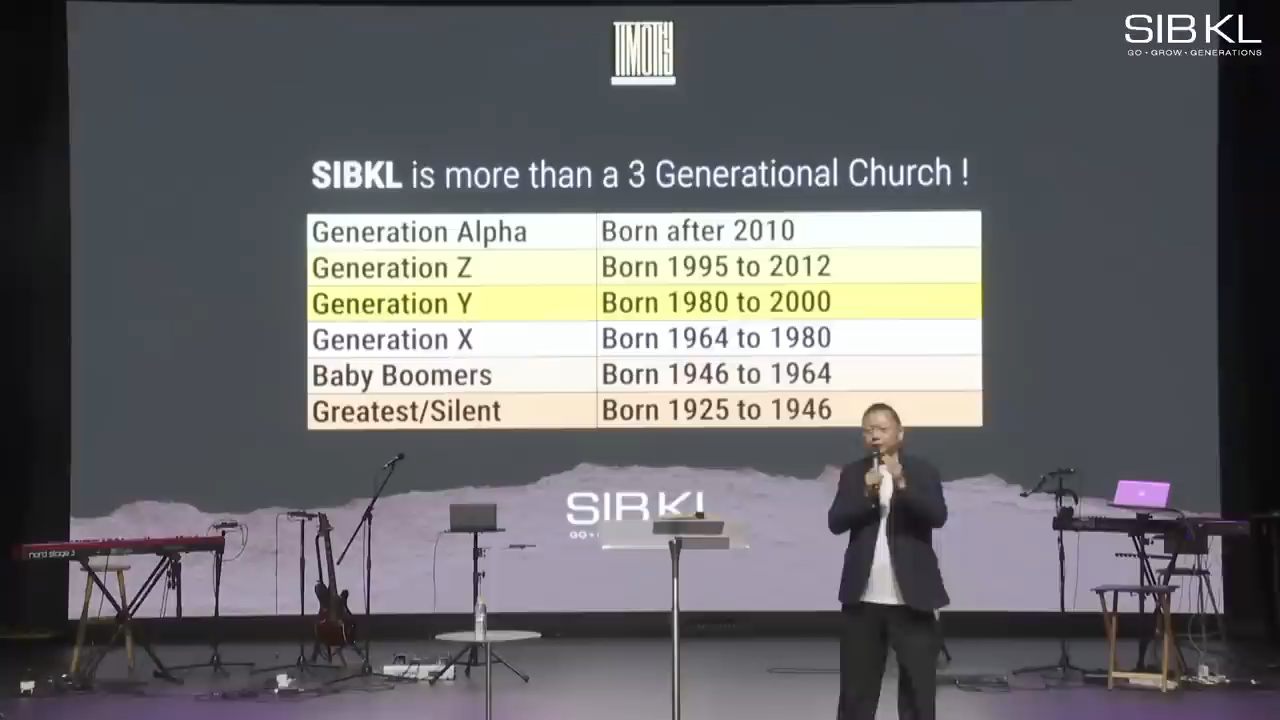 TIMOTHY
SIBKL
GO • GROW • GENERATIONS
SIBKL is more than a 3 Generational Church !
Generation Alpha Born after 2010
Generation Z Born 1995 to 2012
Generation Y Born 1980 to 2000
Generation X Born 1964 to 1980
Baby Boomers Born 1946 to 1964
Greatest/Silent Born 1925 to 1946
SIBKL
GO •
nord stage 3